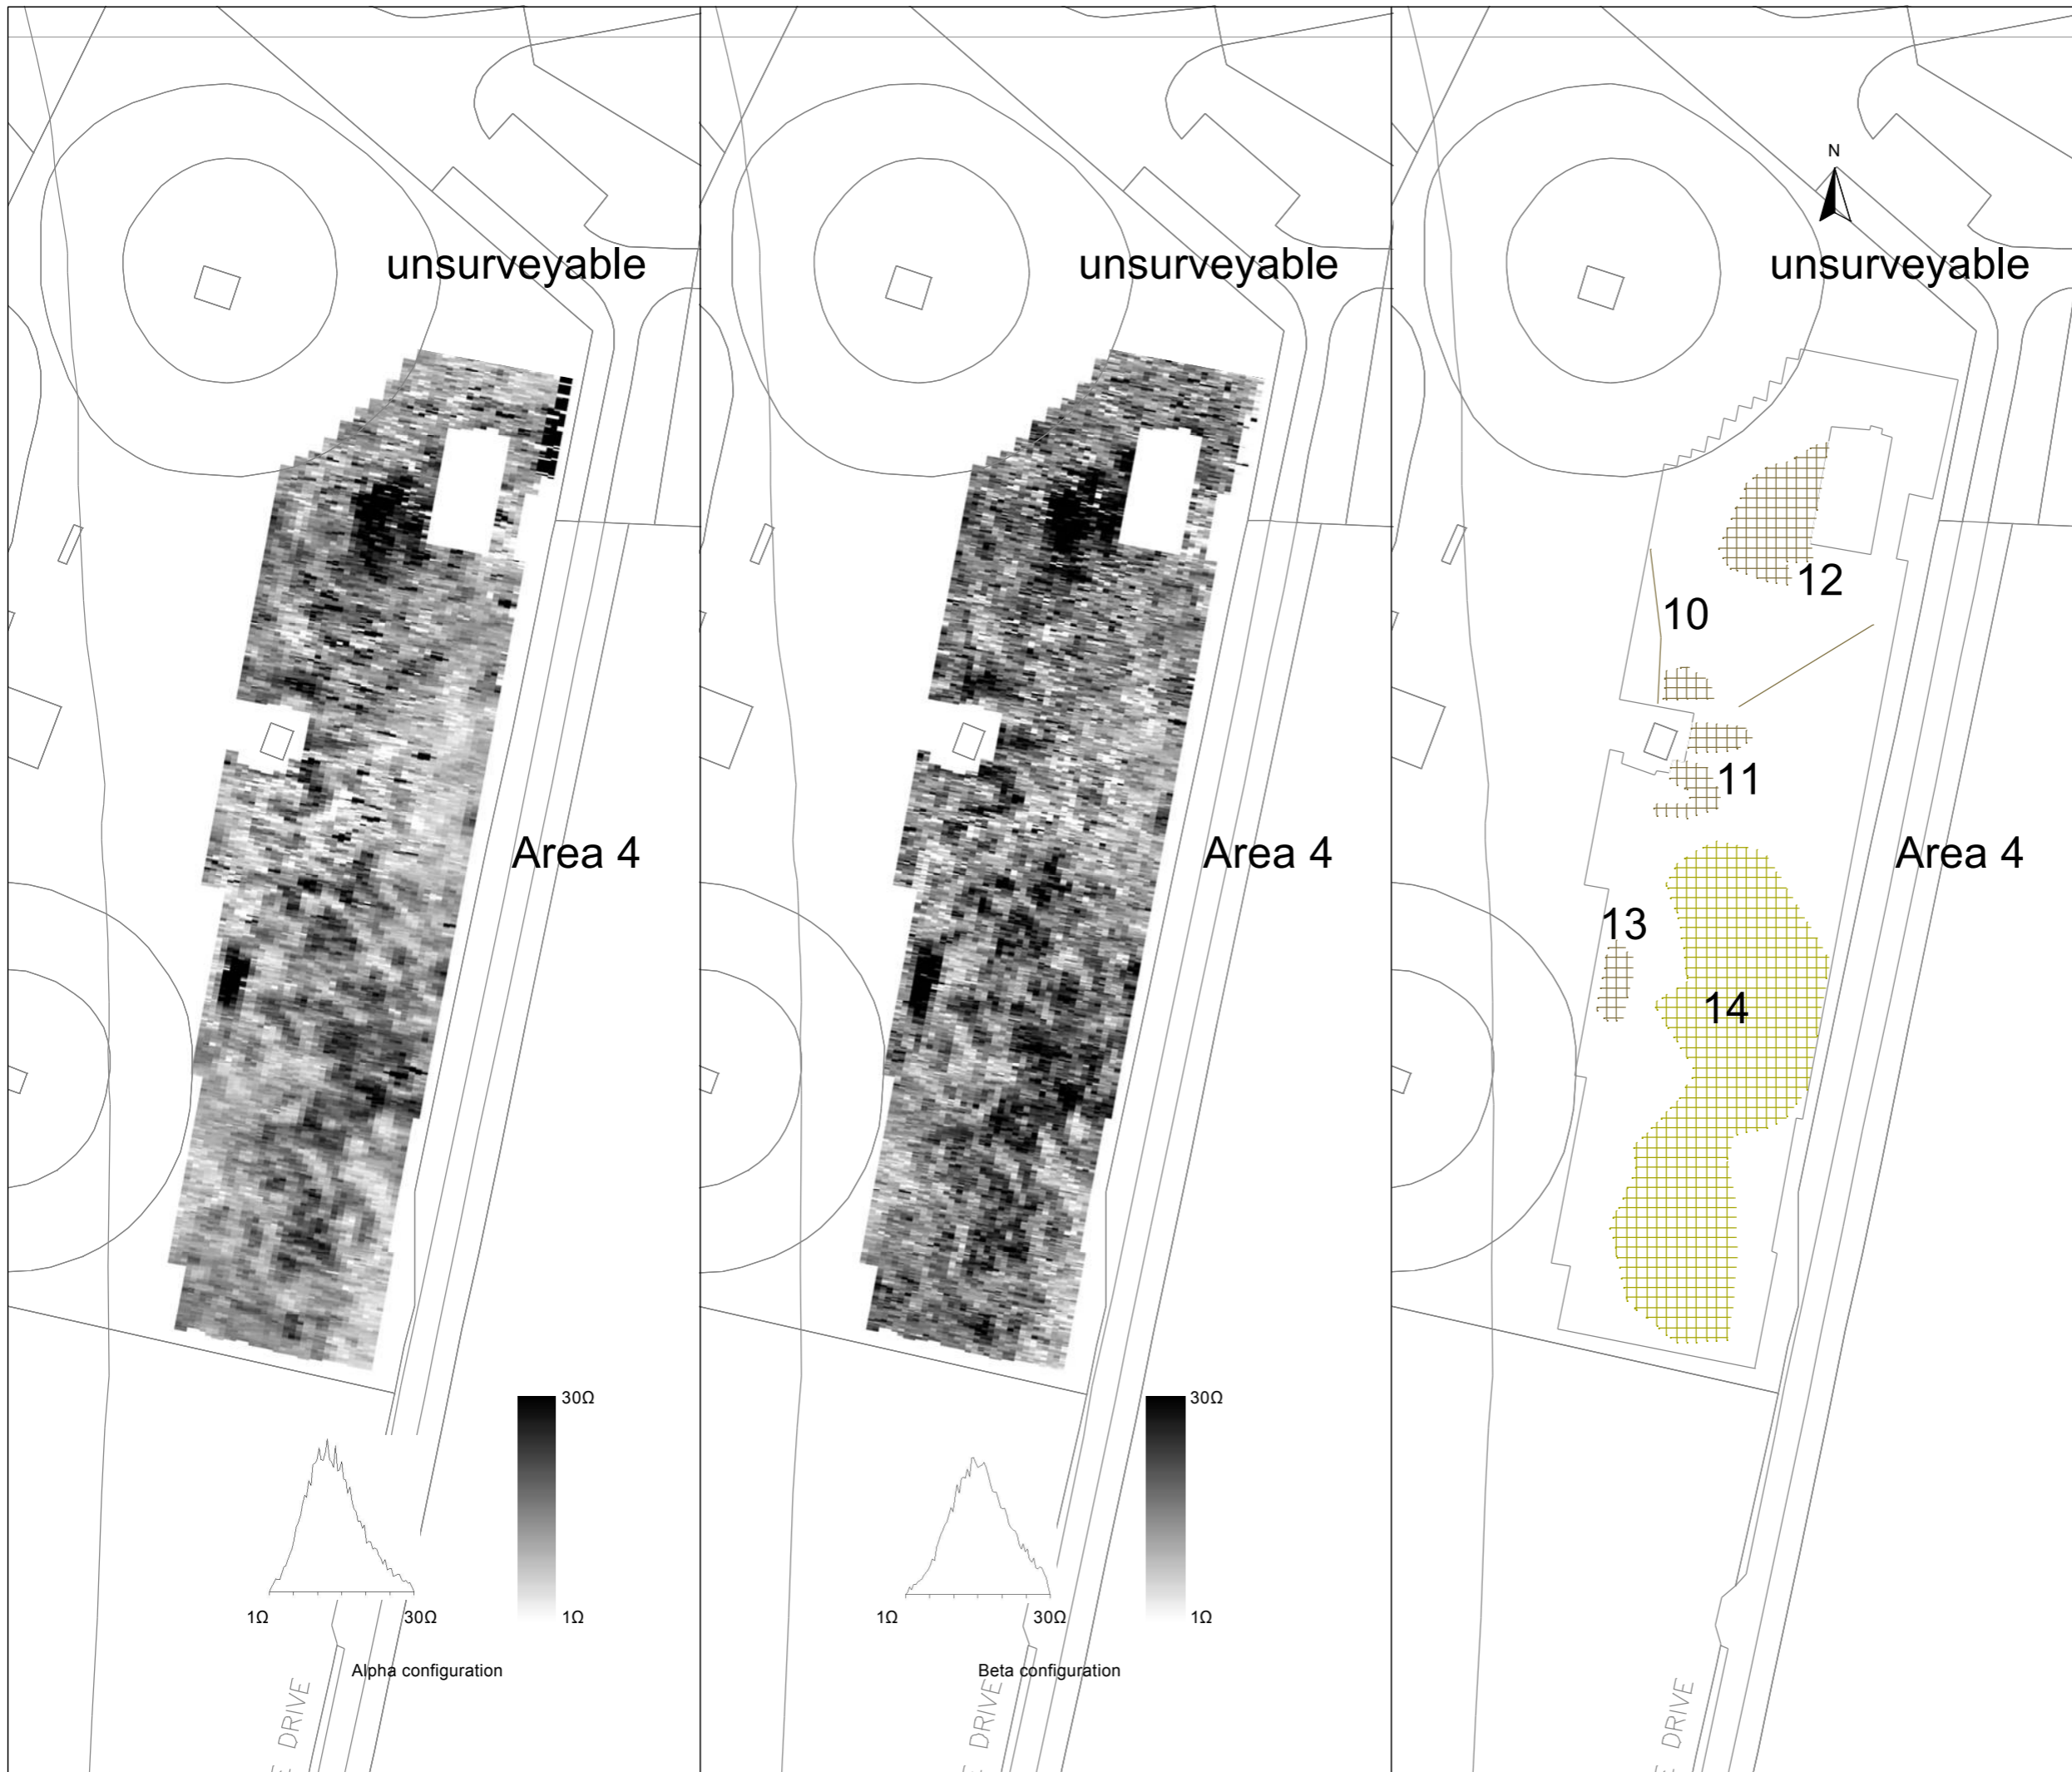 unsurveyable
Area 4
30Ω
1Ω
1Ω
30Ω
Alpha configuration
DRIVE
unsurveyable
Area 4
30Ω
1Ω
1Ω
30Ω
Beta configuration
DRIVE
N
unsurveyable
12
10
11
Area 4
13
14
DRIVE